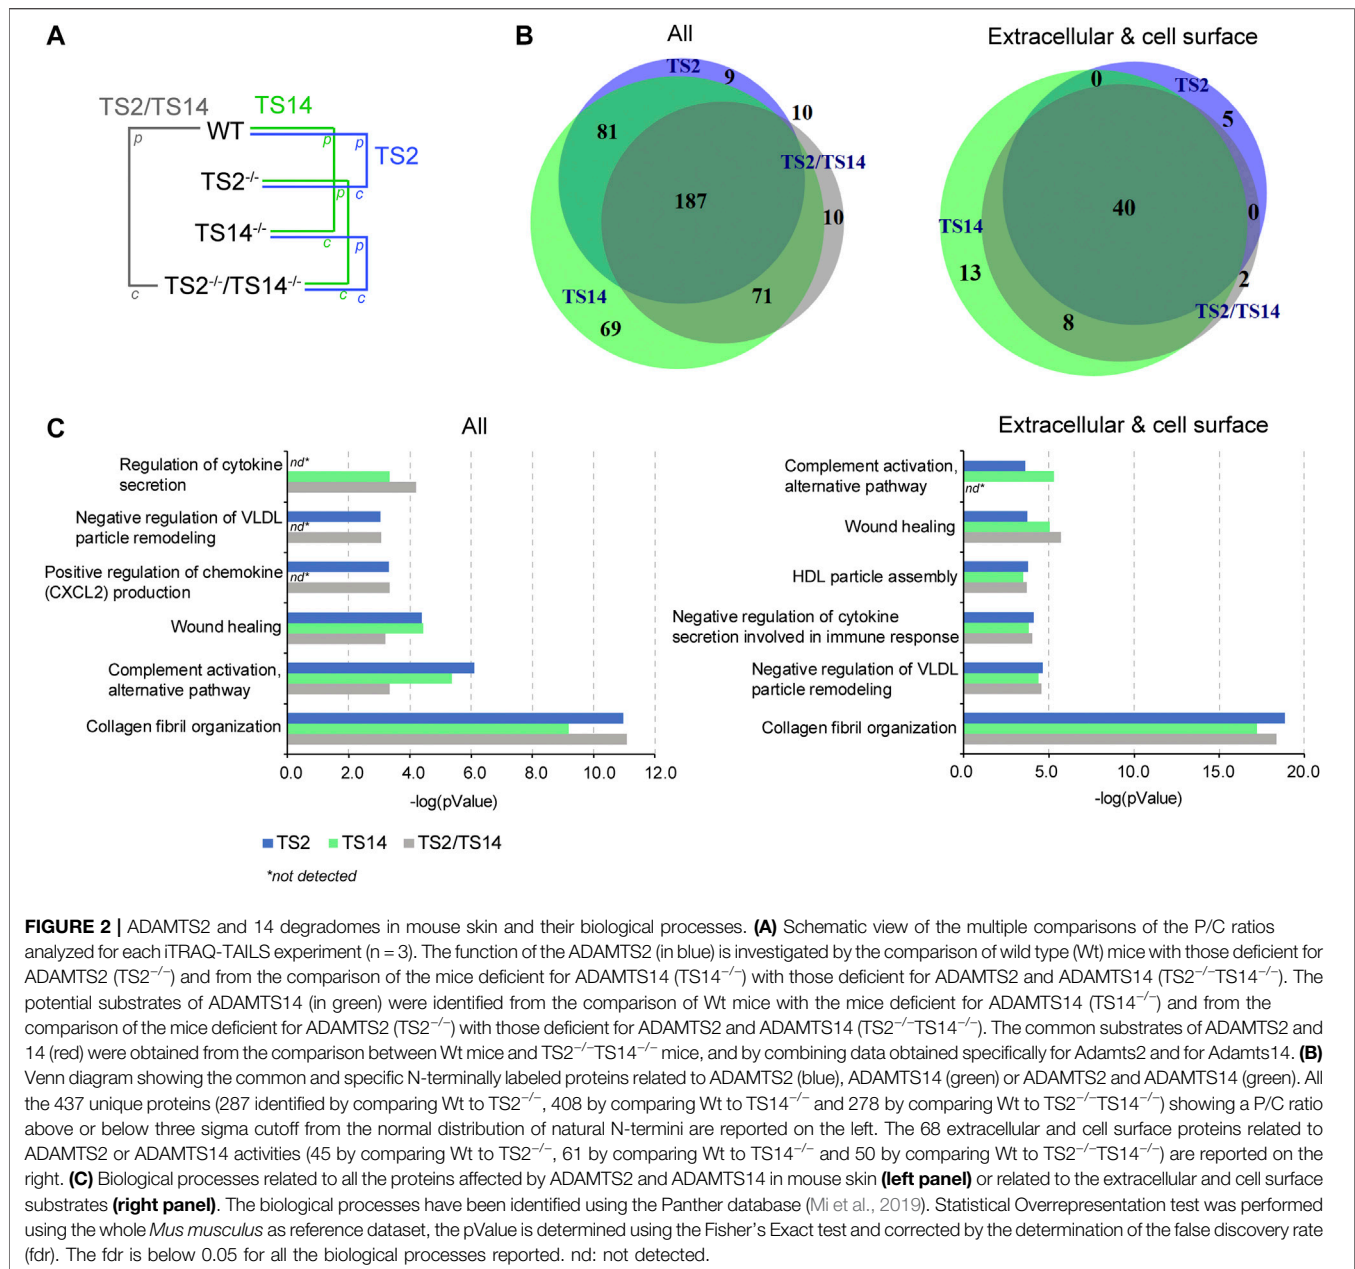 A
TS2/TS14
TS14
WT
p
p
p
TS2
TS2-/-
p
c
TS14-/-
c
p
TS2-/-/TS14-/-
c
c
c
B
All
TS2
9
10
81
TS2/TS14
187
10
TS14
71
69
Extracellular & cell surface
0
TS2
5
40
0
TS14
13
2
TS2/TS14
8
C
All
Regulation of cytokine
secretion
nd*
Negative regulation of VLDL
particle remodeling
nd*
Positive regulation of chemokine
(CXCL2) production
nd*
Wound healing
Complement activation,
alternative pathway
Collagen fibril organization
0.0 2.0 4.0 6.0 8.0 10.0 12.0
-log(pValue)
TS2 TS14 TS2/TS14
*not detected
Extracellular & cell surface
Complement activation,
alternative pathway
nd*
Wound healing
HDL particle assembly
Negative regulation of cytokine
secretion involved in immune response
Negative regulation of VLDL
particle remodeling
Collagen fibril organization
0.0 5.0 10.0 15.0 20.0
-log(pValue)
FIGURE 2 | ADAMTS2 and 14 degradomes in mouse skin and their biological processes. (A) Schematic view of the multiple comparisons of the P/C ratios
analyzed for each iTRAQ-TAILS experiment (n = 3). The function of the ADAMTS2 (in blue) is investigated by the comparison of wild type (Wt) mice with those deficient for
ADAMTS2 (TS2−/−) and from the comparison of the mice deficient for ADAMTS14 (TS14−/−) with those deficient for ADAMTS2 and ADAMTS14 (TS2−/−TS14−/−). The
potential substrates of ADAMTS14 (in green) were identified from the comparison of Wt mice with the mice deficient for ADAMTS14 (TS14−/−) and from the
comparison of the mice deficient for ADAMTS2 (TS2−/−) with those deficient for ADAMTS2 and ADAMTS14 (TS2−/−TS14−/−). The common substrates of ADAMTS2 and
14 (red) were obtained from the comparison between Wt mice and TS2−/−TS14−/− mice, and by combining data obtained specifically for Adamts2 and for Adamts14. (B)
Venn diagram showing the common and specific N-terminally labeled proteins related to ADAMTS2 (blue), ADAMTS14 (green) or ADAMTS2 and ADAMTS14 (green). All
the 437 unique proteins (287 identified by comparing Wt to TS2−/−, 408 by comparing Wt to TS14−/− and 278 by comparing Wt to TS2−/−TS14−/−) showing a P/C ratio
above or below three sigma cutoff from the normal distribution of natural N-termini are reported on the left. The 68 extracellular and cell surface proteins related to
ADAMTS2 or ADAMTS14 activities (45 by comparing Wt to TS2−/−, 61 by comparing Wt to TS14−/− and 50 by comparing Wt to TS2−/−TS14−/−) are reported on the
right. (C) Biological processes related to all the proteins affected by ADAMTS2 and ADAMTS14 in mouse skin (left panel) or related to the extracellular and cell surface
substrates (right panel). The biological processes have been identified using the Panther database (Mi et al., 2019). Statistical Overrepresentation test was performed
using the whole Mus musculus as reference dataset, the pValue is determined using the Fisher's Exact test and corrected by the determination of the false discovery rate
(fdr). The fdr is below 0.05 for all the biological processes reported. nd: not detected.